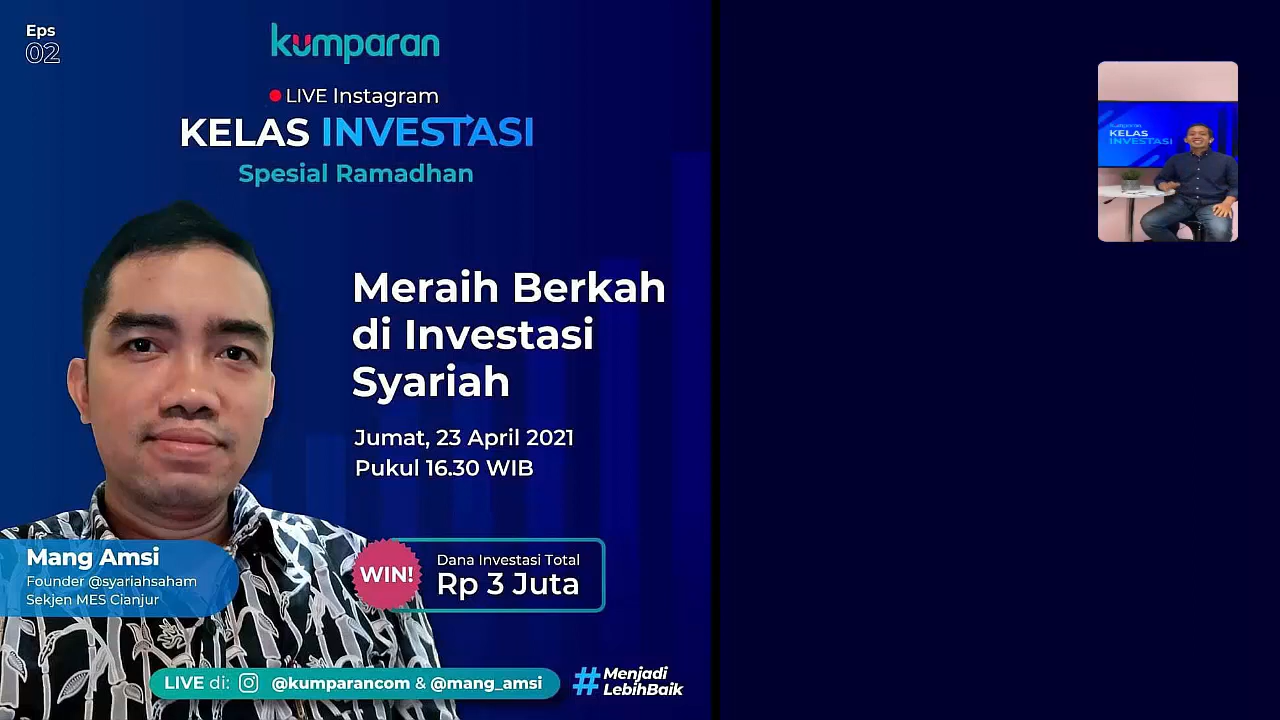 Eps
02
kumparan
LIVE Instagram
KELAS INVESTASI
Spesial Ramadhan
Meraih Berkah
di Investasi
Syariah
Jumat, 23 April 2021
Pukul 16.30 WIB
Mang Amsi
Founder @syariahsaham
Sekjen MES Cianjur
WIN!
Dana Investasi Total
Rp 3 Juta
LIVE di: @kumparancom & @mang_amsi
#Menjadi
LebihBaik
kumparan
KELAS
INVESTASI